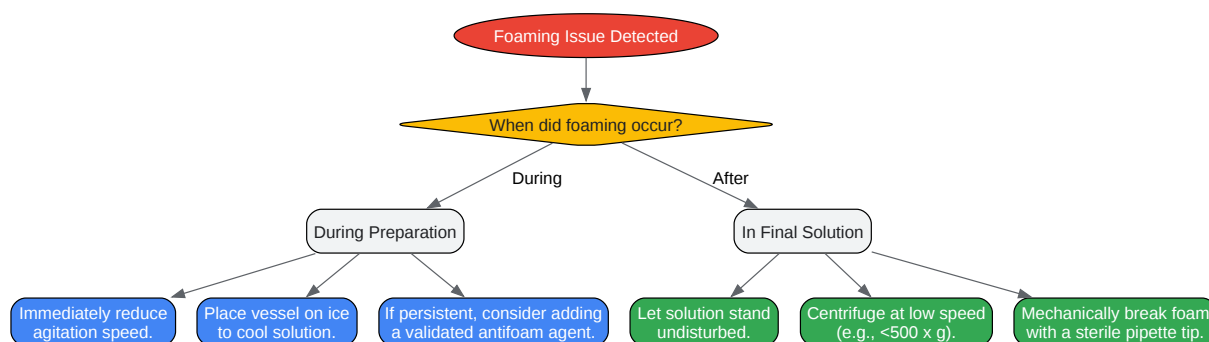 Foaming Issue Detected
When did foaming occur?
During
After
During Preparation
In Final Solution
Immediately reduce
agitation speed.
Place vessel on ice
to cool solution.
If persistent, consider adding
a validated antifoam agent.
Let solution stand
undisturbed.
Centrifuge at low speed
(e.g., <500 x g).
Mechanically break foam
with a sterile pipette tip.